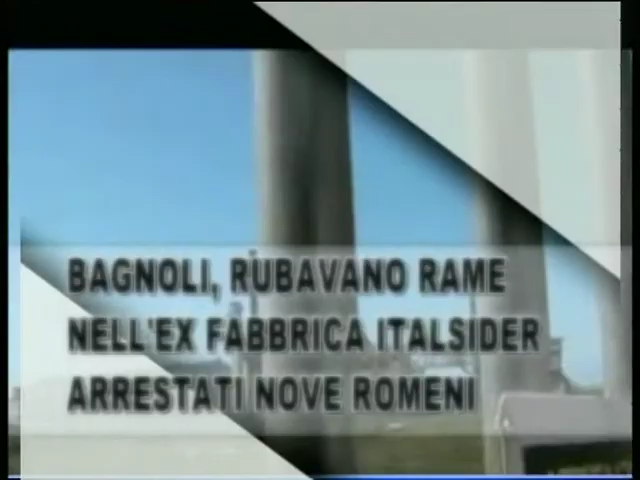 BAGNOLI, RUBAVANO RAME
NELL'EX FABBRICA ITALSIDER
ARRESTATI NOVE ROMENI